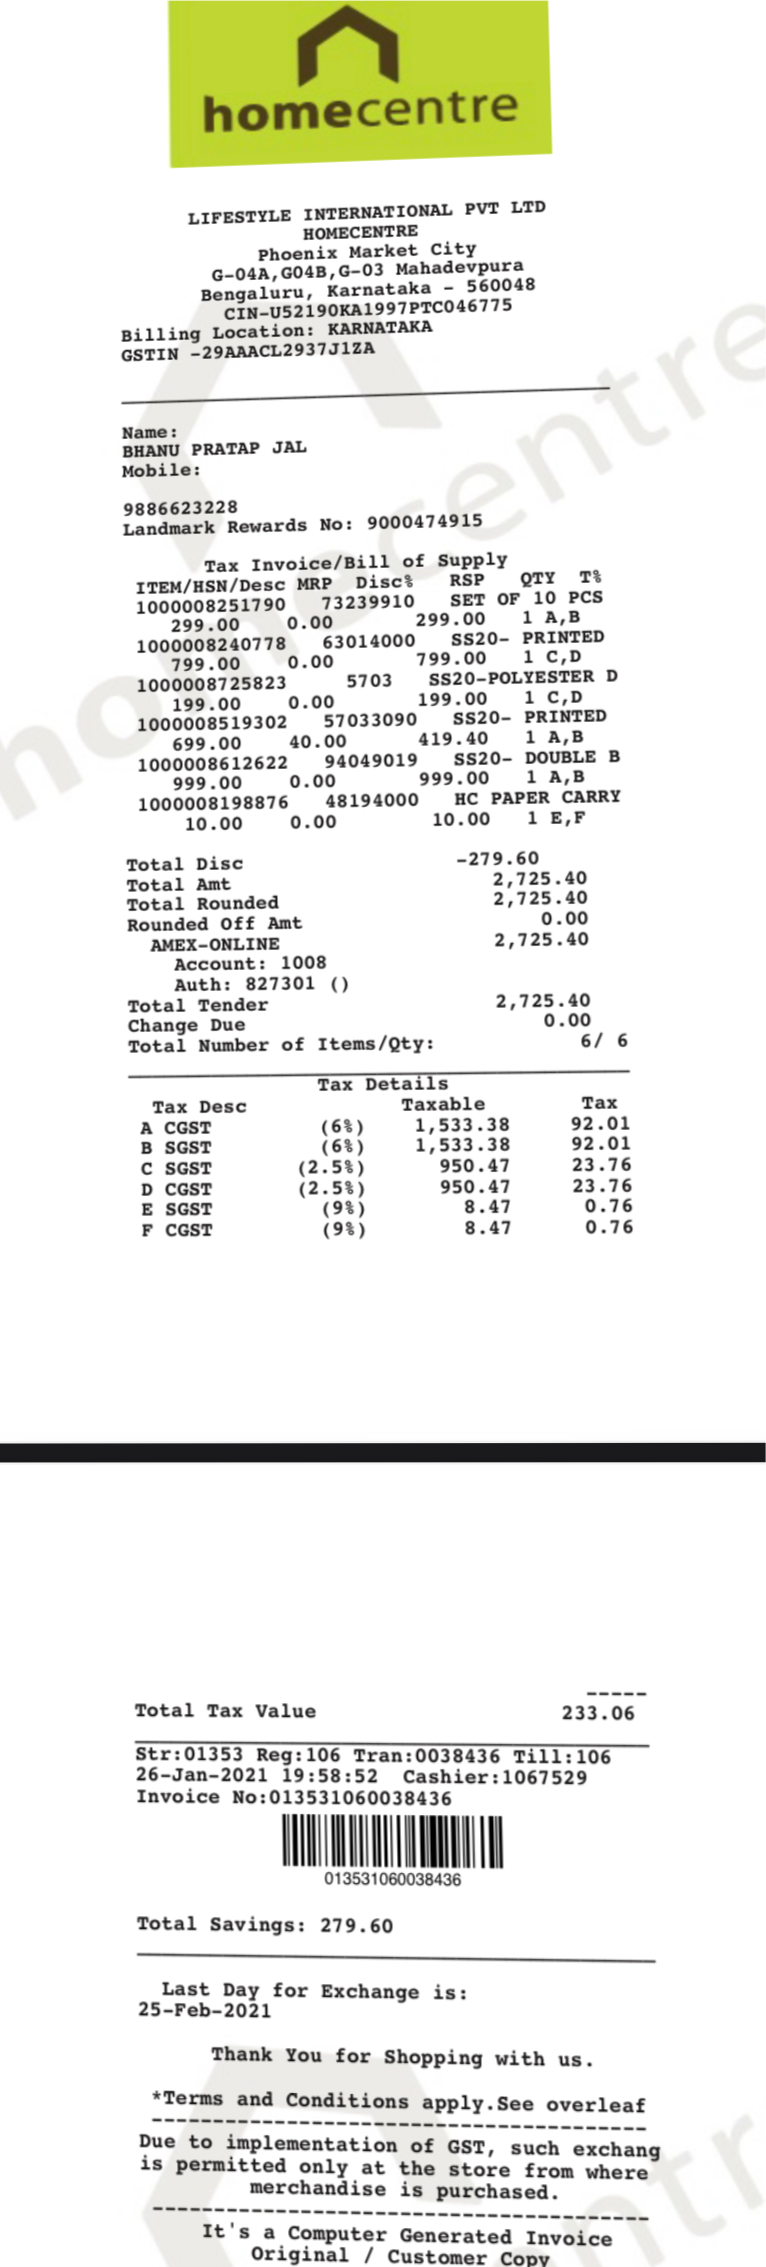 homecentre
LIFESTYLE INTERNATIONAL PVT LTD
HOMECENTRE
Phoenix Market City
G-04A,G04B,G-03 Mahadevpura
Bengaluru, Karnataka - 560048
CIN-U52190KA1997PTC046775
Billing Location: KARNATAKA
GSTIN -29AAACL2937J1ZA
Name:
BHANU PRATAP JAL
Mobile:
9886623228
Landmark Rewards No: 9000474915
Tax Invoice/Bill of Supply
ITEM/HSN/Desc MRP Disc% RSP QTY T%
1000008251790 73239910 SET OF 10 PCS
299.00 0.00 299.00 1 A,B
1000008240778 63014000 SS20- PRINTED
799.00 0.00 799.00 1 C,D
1000008725823 5703 SS20-POLYESTER D
199.00 0.00 199.00 1 C,D
1000008519302 57033090 SS20- PRINTED
699.00 40.00 419.40 1 A,B
1000008612622 94049019 SS20- DOUBLE B
999.00 0.00 999.00 1 A,B
1000008198876 48194000 HC PAPER CARRY
10.00 0.00 10.00 1 E,F
Total Disc -279.60
Total Amt 2,725.40
Total Rounded 2,725.40
Rounded Off Amt 0.00
AMEX-ONLINE 2,725.40
Account: 1008
Auth: 827301 ()
Total Tender 2,725.40
Change Due 0.00
Total Number of Items/Qty: 6/ 6
Tax Details
Tax Desc Taxable Tax
A CGST (6%) 1,533.38 92.01
B SGST (6%) 1,533.38 92.01
C SGST (2.5%) 950.47 23.76
D CGST (2.5%) 950.47 23.76
E SGST (9%) 8.47 0.76
F CGST (9%) 8.47 0.76
-----
Total Tax Value 233.06
Str:01353 Reg:106 Tran:0038436 Till:106
26-Jan-2021 19:58:52 Cashier:1067529
Invoice No:013531060038436
013531060038436
Total Savings: 279.60
Last Day for Exchange is:
25-Feb-2021
Thank You for Shopping with us.
*Terms and Conditions apply.See overleaf
Due to implementation of GST, such exchang
is permitted only at the store from where
merchandise is purchased.
It's a Computer Generated Invoice
Original / Customer Copy